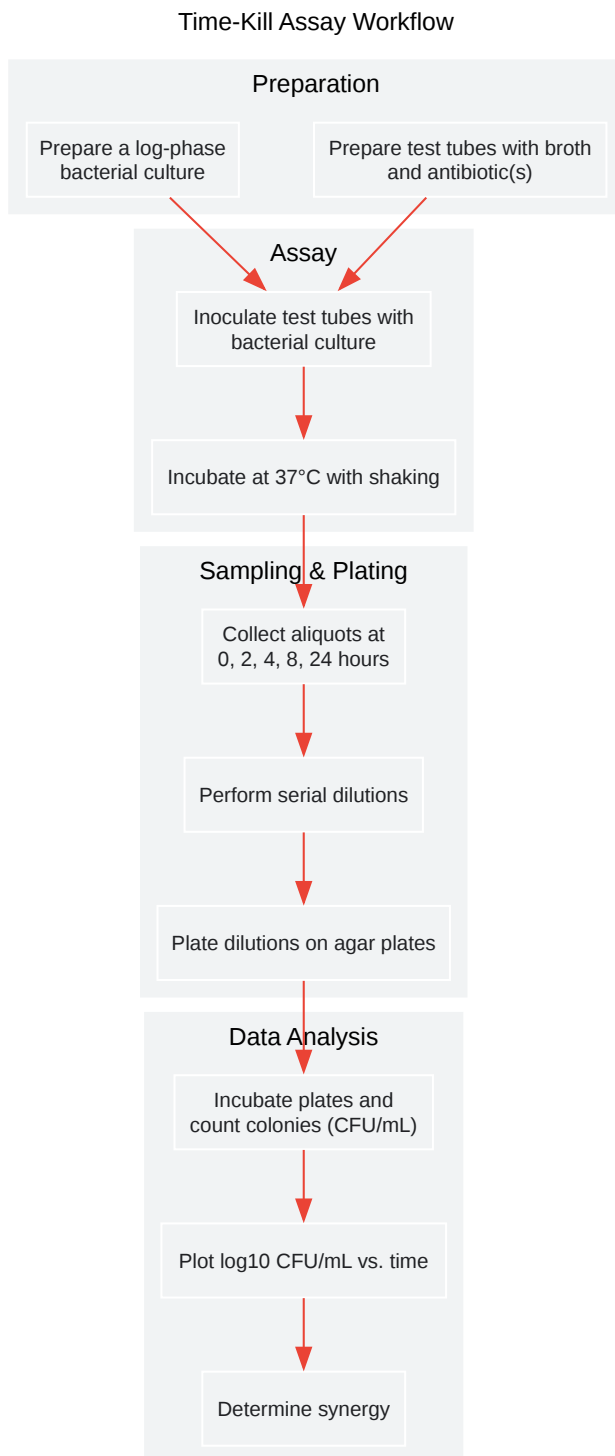 Time-Kill Assay Workflow
Preparation
Prepare a log-phase
bacterial culture
Prepare test tubes with broth
and antibiotic(s)
Assay
Inoculate test tubes with
bacterial culture
Incubate at 37°C with shaking
Sampling & Plating
Collect aliquots at
0, 2, 4, 8, 24 hours
Perform serial dilutions
Plate dilutions on agar plates
Data Analysis
Incubate plates and
count colonies (CFU/mL)
Plot log10 CFU/mL vs. time
Determine synergy